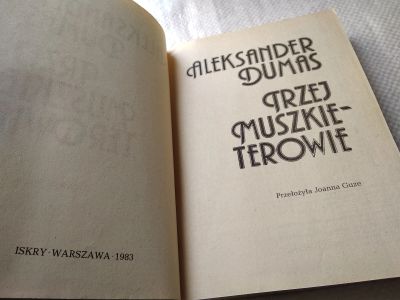 ISKRY · WARSZAWA · 1983
ALEKSANDER
DUMAS
TRZEJ
MUSZKIE-
TEROWIE
Przełożyła Joanna Guze